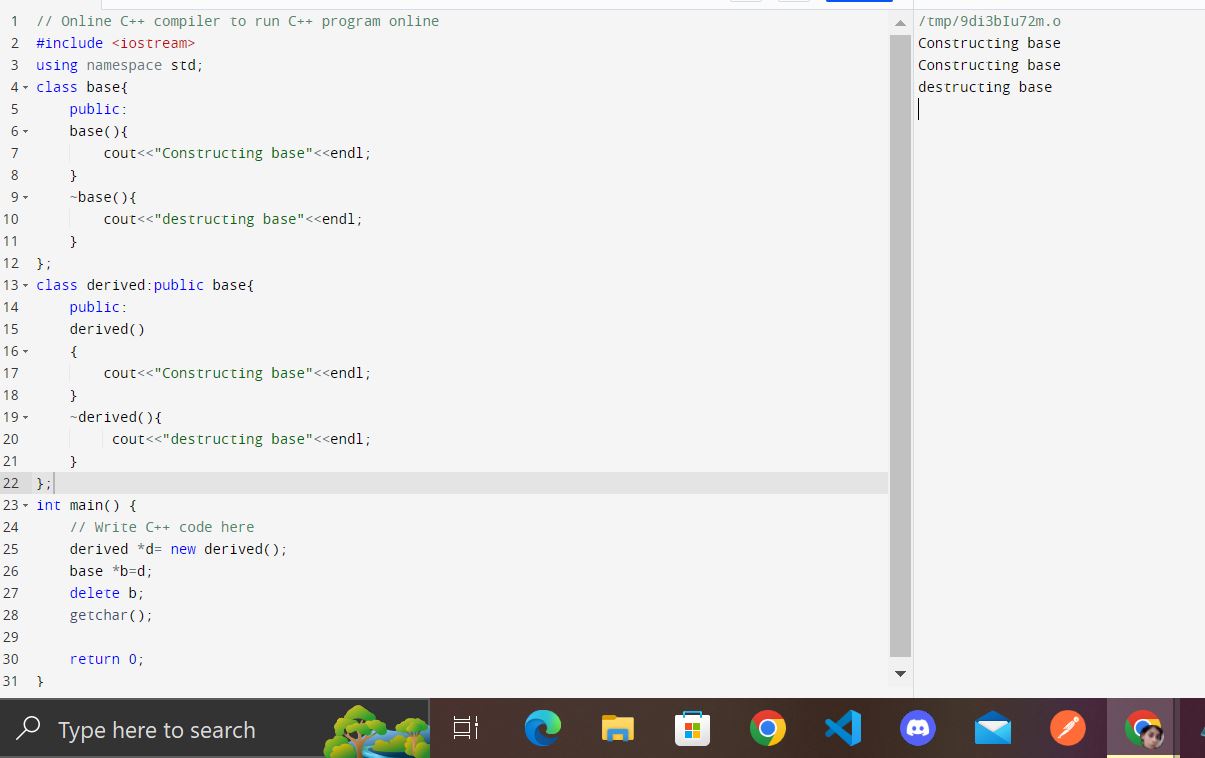 1 // Online C++ compiler to run C++ program online
2 #include <iostream>
3 using namespace std;
4 class base{
5 public:
6 base(){
7 cout<<"Constructing base"<<endl;
8 }
9 ~base(){
10 cout<<"destructing base"<<endl;
11 }
12 };
13 class derived:public base{
14 public:
15 derived()
16 {
17 cout<<"Constructing base"<<endl;
18 }
19 ~derived(){
20 cout<<"destructing base"<<endl;
21 }
22 };
23 int main() {
24 // Write C++ code here
25 derived *d= new derived();
26 base *b=d;
27 delete b;
28 getchar();
29
30 return 0;
31 }
/tmp/9di3bIu72m.o
Constructing base
Constructing base
destructing base
Type here to search